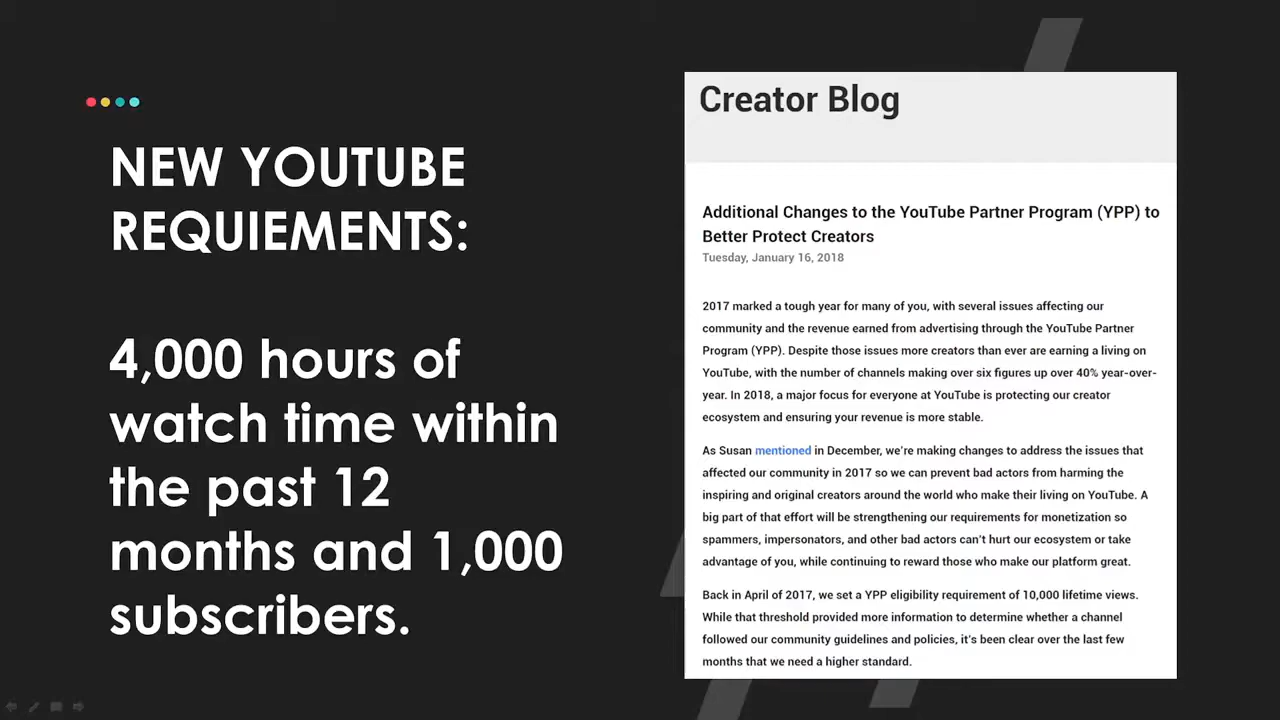 NEW YOUTUBE
REQUIEMENTS:
4,000 hours of
watch time within
the past 12
months and 1,000
subscribers.
Creator Blog
Additional Changes to the YouTube Partner Program (YPP) to
Better Protect Creators
Tuesday, January 16, 2018
2017 marked a tough year for many of you, with several issues affecting our
community and the revenue earned from advertising through the YouTube Partner
Program (YPP). Despite those issues more creators than ever are earning a living on
YouTube, with the number of channels making over six figures up over 40% year-over-
year. In 2018, a major focus for everyone at YouTube is protecting our creator
ecosystem and ensuring your revenue is more stable.
As Susan mentioned in December, we're making changes to address the issues that
affected our community in 2017 so we can prevent bad actors from harming the
inspiring and original creators around the world who make their living on YouTube. A
big part of that effort will be strengthening our requirements for monetization so
spammers, impersonators, and other bad actors can't hurt our ecosystem or take
advantage of you, while continuing to reward those who make our platform great.
Back in April of 2017, we set a YPP eligibility requirement of 10,000 lifetime views.
While that threshold provided more information to determine whether a channel
followed our community guidelines and policies, it's been clear over the last few
months that we need a higher standard.